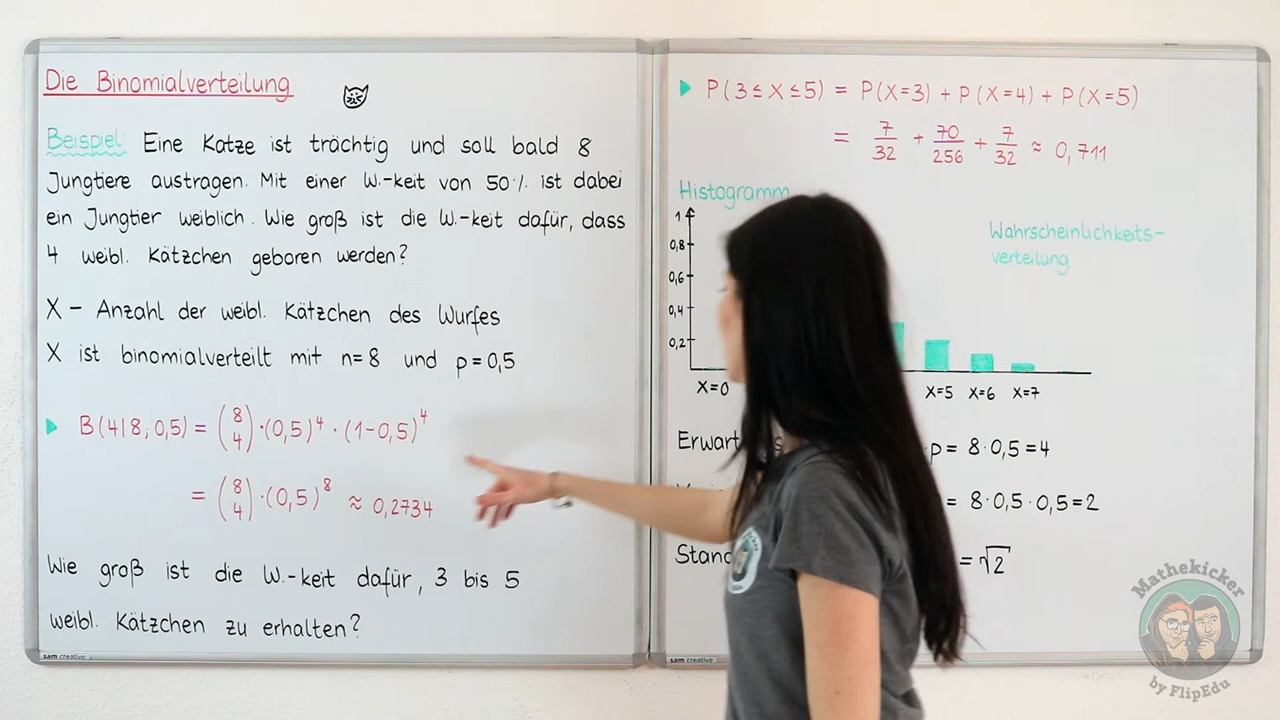 Die Binomialverteilung
Beispiel: Eine Katze ist trächtig und soll bald 8
Jungtiere austragen. Mit einer W.-keit von 50% ist dabei
ein Jungtier weiblich. Wie groß ist die W.-keit dafür, dass
4 weibl. Kätzchen geboren werden?
X – Anzahl der weibl. Kätzchen des Wurfes
X ist binomialverteilt mit n=8 und p=0,5
B(4|8; 0,5) = (8 4) · (0,5)^4 · (1-0,5)^4
= (8 4) · (0,5)^8 ≈ 0,2734
Wie groß ist die W.-keit dafür, 3 bis 5
weibl. Kätzchen zu erhalten?
sam creative
P(3 ≤ X ≤ 5) = P(X=3) + P(X=4) + P(X=5)
= 7/32 + 70/256 + 7/32 ≈ 0,711
Histogramm
Wahrscheinlichkeits-
verteilung
1
0,8
0,6
0,4
0,2
X=0 X=5 X=6 X=7
Erwart p = 8·0,5 = 4
= 8·0,5·0,5 = 2
Stand = √2
sam creative
Mathekicker
by FlipEdu